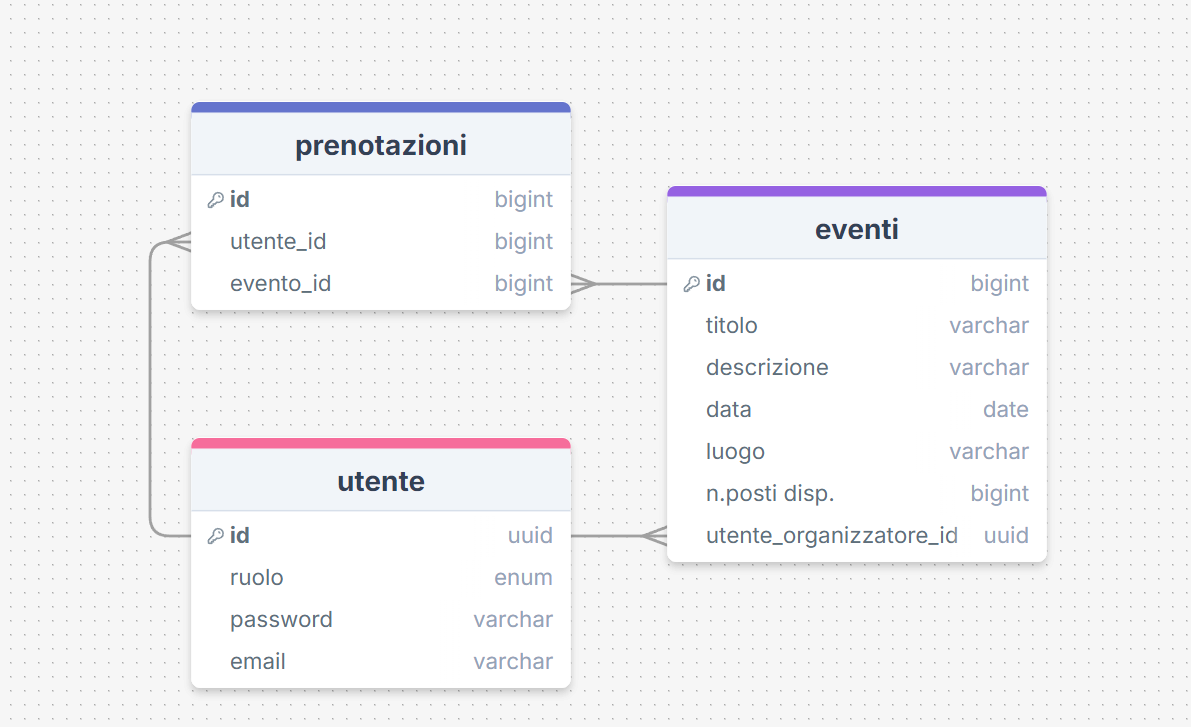 prenotazioni
id bigint
utente_id bigint
evento_id bigint
eventi
id bigint
titolo varchar
descrizione varchar
data date
luogo varchar
n.posti disp. bigint
utente_organizzatore_id uuid
utente
id uuid
ruolo enum
password varchar
email varchar